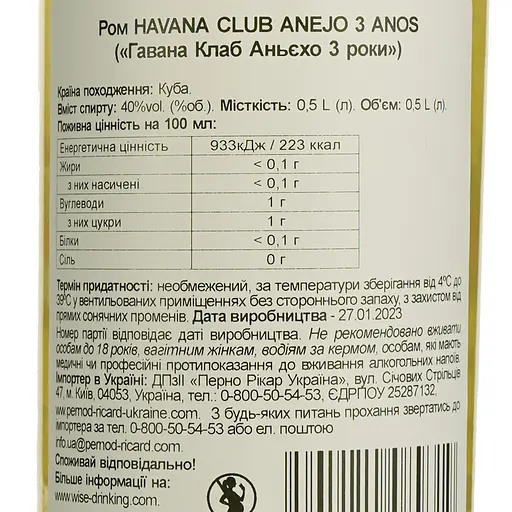 Ром HAVANA CLUB ANEJO 3 ANOS
(«Гавана Клаб Аньєхо 3 роки»)
Країна походження: Куба.
Вміст спирту: 40%vol. (%об.). Місткість: 0,5 L (л). Об'єм: 0,5 L (л).
Поживна цінність на 100 мл:
Енергетична цінність 933кДж / 223 ккал
Жири < 0,1 г
з них насичені < 0,1 г
Вуглеводи 1 г
з них цукри 1 г
Білки < 0,1 г
Сіль 0 г
Термін придатності: необмежений, за температури зберігання від 4ºС до
39ºС у вентильованих приміщеннях без стороннього запаху, з захистом від
прямих сонячних променів. Дата виробництва - 27.01.2023
Номер партії відповідає даті виробництва. Не рекомендовано вживати
особам до 18 років, вагітним жінкам, водіям за кермом, особам, які мають
медичні чи професійні протипоказання до вживання алкогольних напоїв.
Імпортер в Україні: ДПзІІ «Перно Рікар Україна», вул. Січових Стрільців
47, м. Київ, 04053, Україна, тел. 0-800-50-54-53, ЄДРПОУ 25287132,
www.pernod-ricard-ukraine.com. З будь-яких питань прохання звертатись до
імпортера за тел. 0-800-50-54-53 або ел. поштою
info.ua@pernod-ricard.com.
Споживай відповідально!
Більше інформації на:
www.wise-drinking.com.